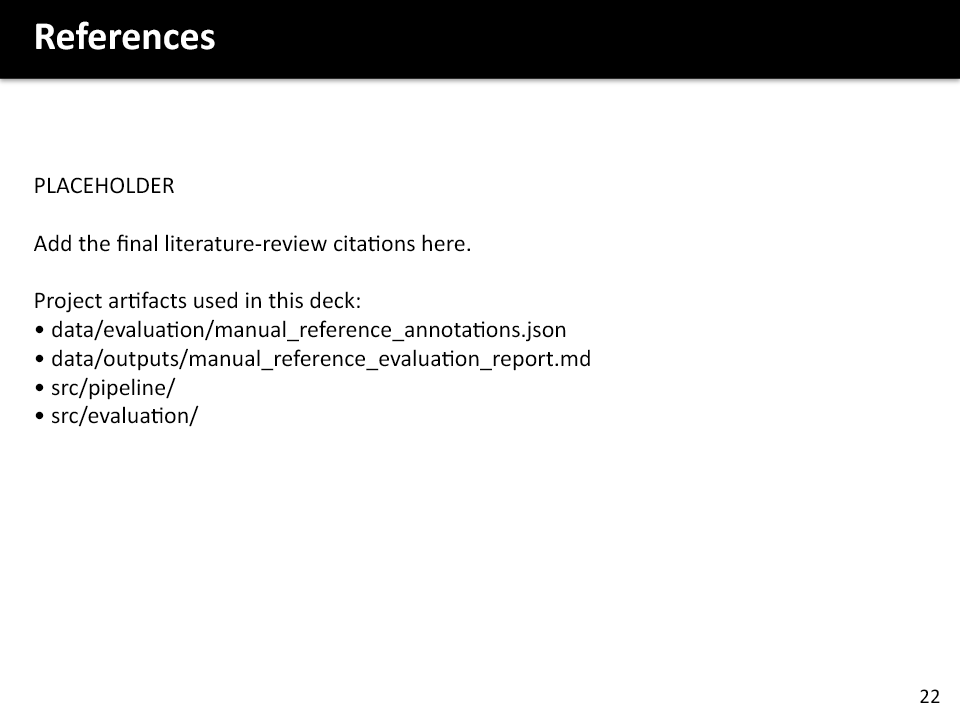 References
PLACEHOLDER
Add the final literature-review citations here.
Project artifacts used in this deck:
• data/evaluation/manual_reference_annotations.json
• data/outputs/manual_reference_evaluation_report.md
• src/pipeline/
• src/evaluation/
22